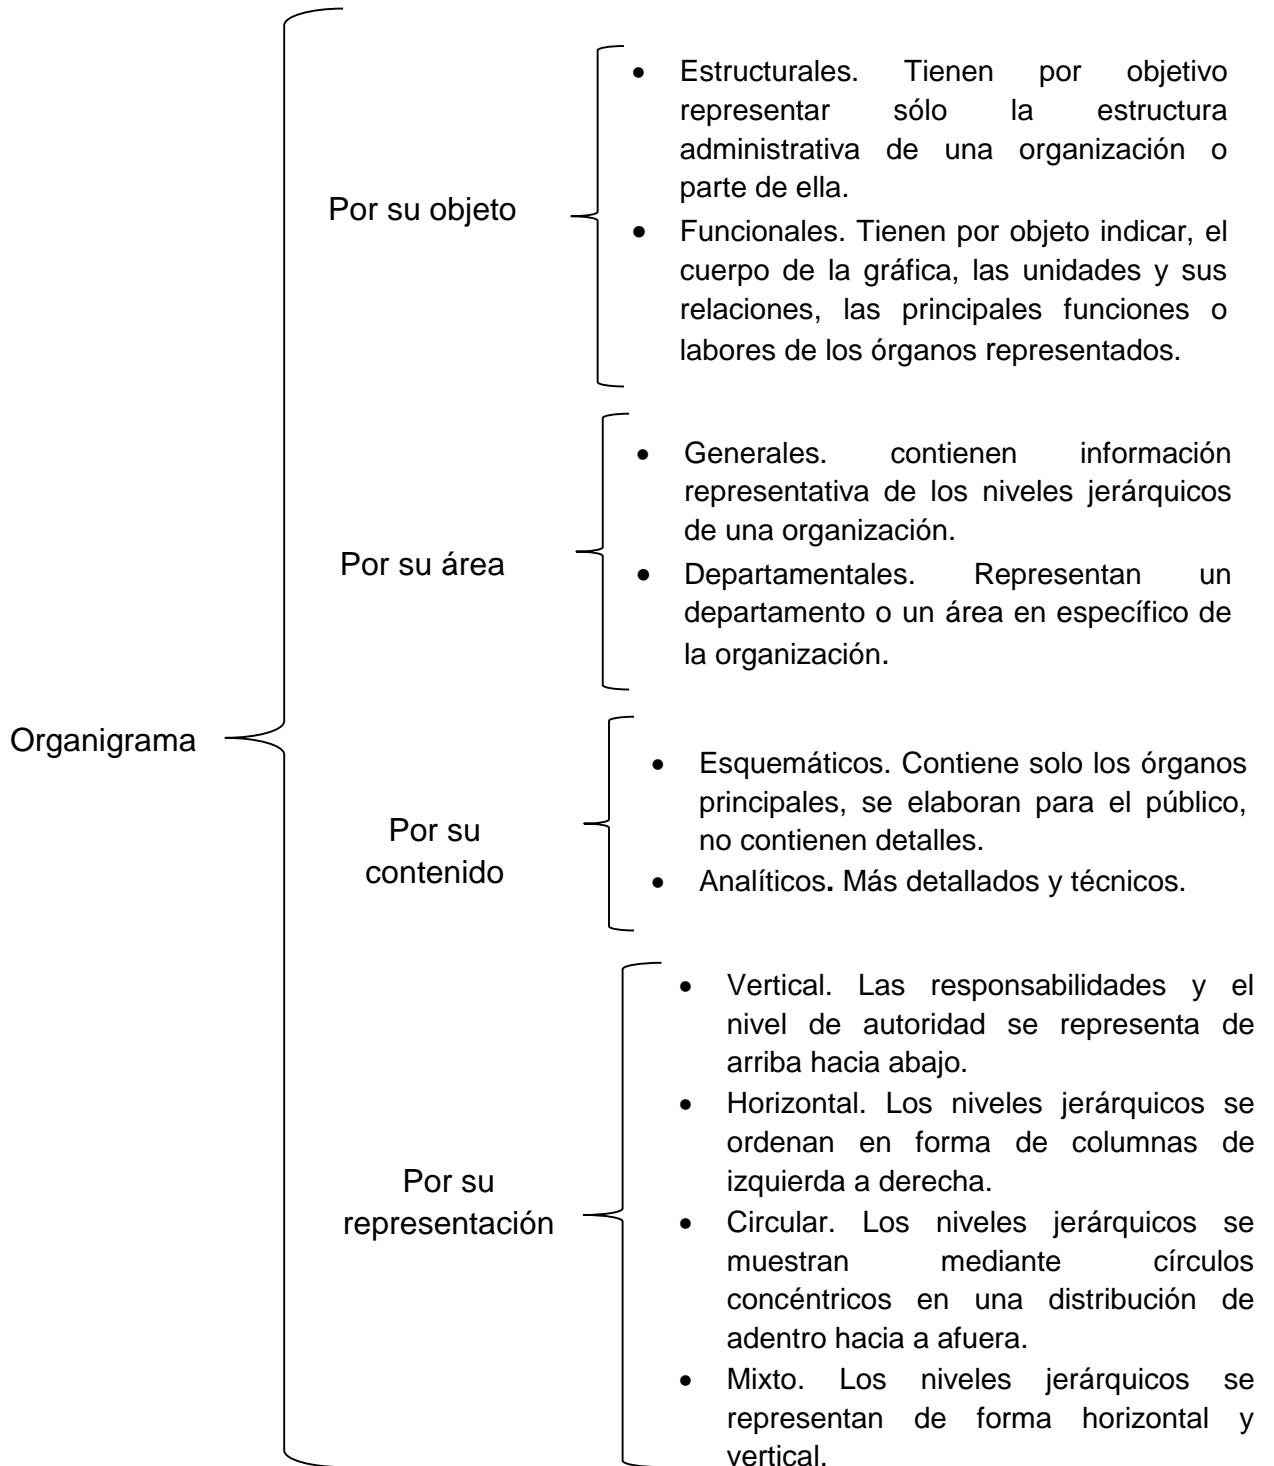 Organigrama
Por su objeto
• Estructurales. Tienen por objetivo
representar sólo la estructura
administrativa de una organización o
parte de ella.
• Funcionales. Tienen por objeto indicar, el
cuerpo de la gráfica, las unidades y sus
relaciones, las principales funciones o
labores de los órganos representados.
Por su área
• Generales. contienen información
representativa de los niveles jerárquicos
de una organización.
• Departamentales. Representan un
departamento o un área en específico de
la organización.
Por su
contenido
• Esquemáticos. Contiene solo los órganos
principales, se elaboran para el público,
no contienen detalles.
• Analíticos. Más detallados y técnicos.
Por su
representación
• Vertical. Las responsabilidades y el
nivel de autoridad se representa de
arriba hacia abajo.
• Horizontal. Los niveles jerárquicos se
ordenan en forma de columnas de
izquierda a derecha.
• Circular. Los niveles jerárquicos se
muestran mediante círculos
concéntricos en una distribución de
adentro hacia a afuera.
• Mixto. Los niveles jerárquicos se
representan de forma horizontal y
vertical.